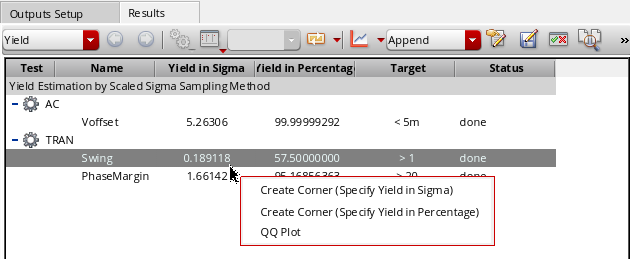 Outputs Setup Results
Yield Append »
Test Name Yield in Sigma Yield in Percentag Target Status
Yield Estimation by Scaled Sigma Sampling Method
AC
Voffset 5.26306 99.99999292 < 5m done
TRAN
Swing 0.189118 57.50000000 > 1 done
PhaseMargin 1.66142 95.16856363 > 20 done
Create Corner (Specify Yield in Sigma)
Create Corner (Specify Yield in Percentage)
QQ Plot